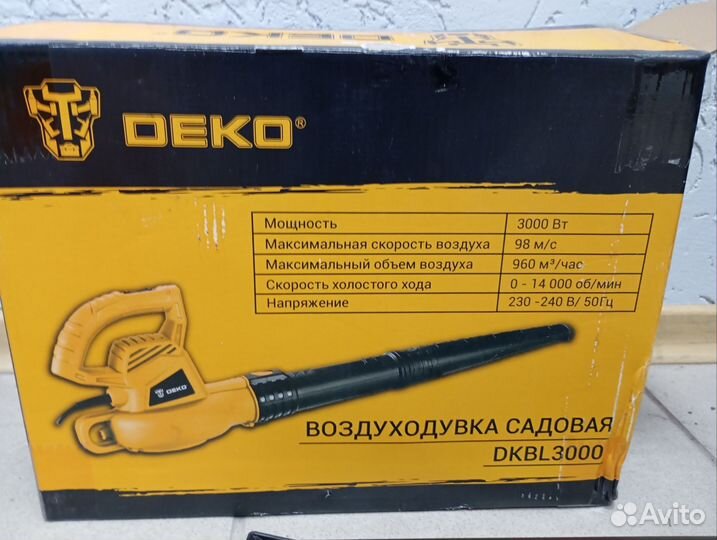 DEKO
DEKO®
Мощность 3000 Вт
Максимальная скорость воздуха 98 м/с
Максимальный объем воздуха 960 м³/час
Скорость холостого хода 0 - 14 000 об/мин
Напряжение 230 -240 В/ 50Гц
DEKO
ВОЗДУХОДУВКА САДОВАЯ
DKBL3000
Avito